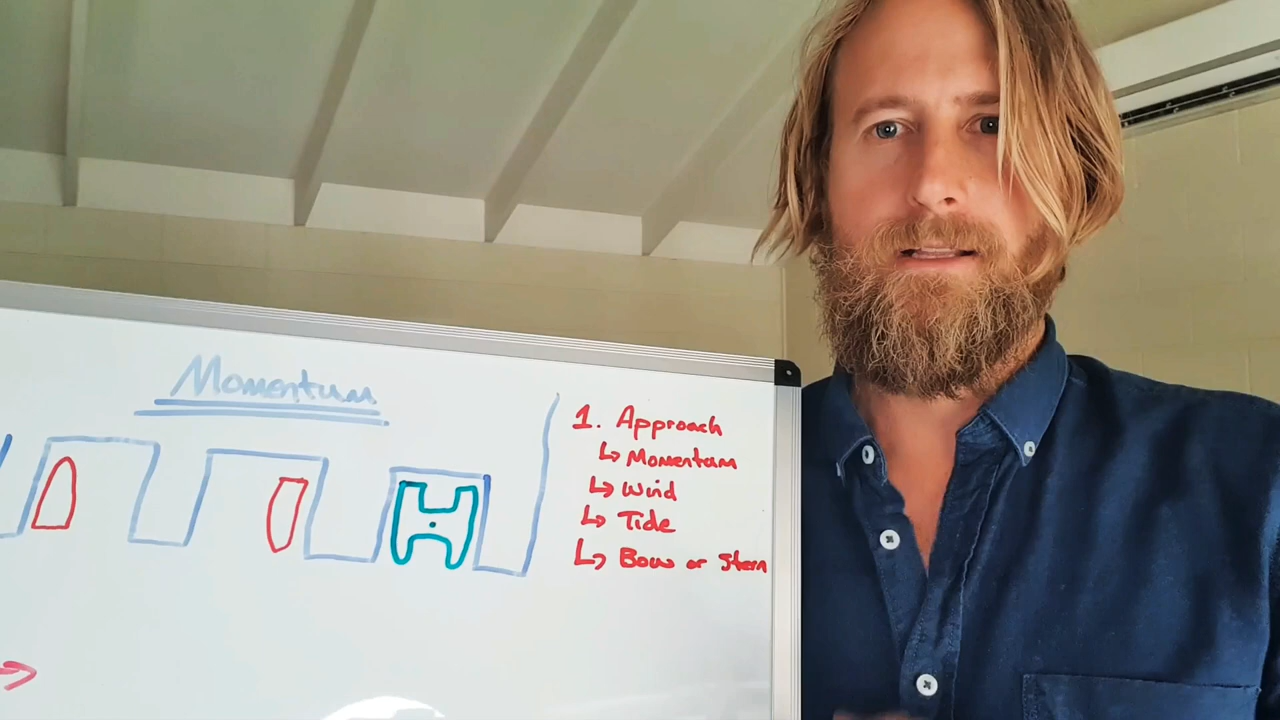 Momentum
1. Approach
↳ Momentum
↳ Wind
↳ Tide
↳ Bow or Stern